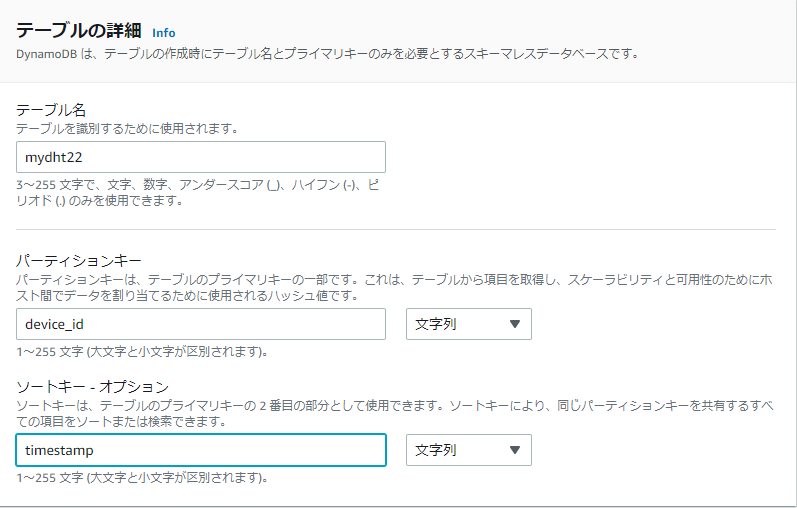 テーブルの詳細 Info
DynamoDB は、テーブルの作成時にテーブル名とプライマリキーのみを必要とするスキーマレスデータベースです。
テーブル名
テーブルを識別するために使用されます。
mydht22
3～255 文字で、文字、数字、アンダースコア (_)、ハイフン (-)、ピ
リオド (.) のみを使用できます。
パーティションキー
パーティションキーは、テーブルのプライマリキーの一部です。これは、テーブルから項目を取得し、スケーラビリティと可用性のためにホ
スト間でデータを割り当てるために使用されるハッシュ値です。
device_id 文字列
1～255 文字 (大文字と小文字が区別されます)。
ソートキー - オプション
ソートキーは、テーブルのプライマリキーの 2 番目の部分として使用できます。ソートキーにより、同じパーティションキーを共有するすべ
ての項目をソートまたは検索できます。
timestamp 文字列
1～255 文字 (大文字と小文字が区別されます)。